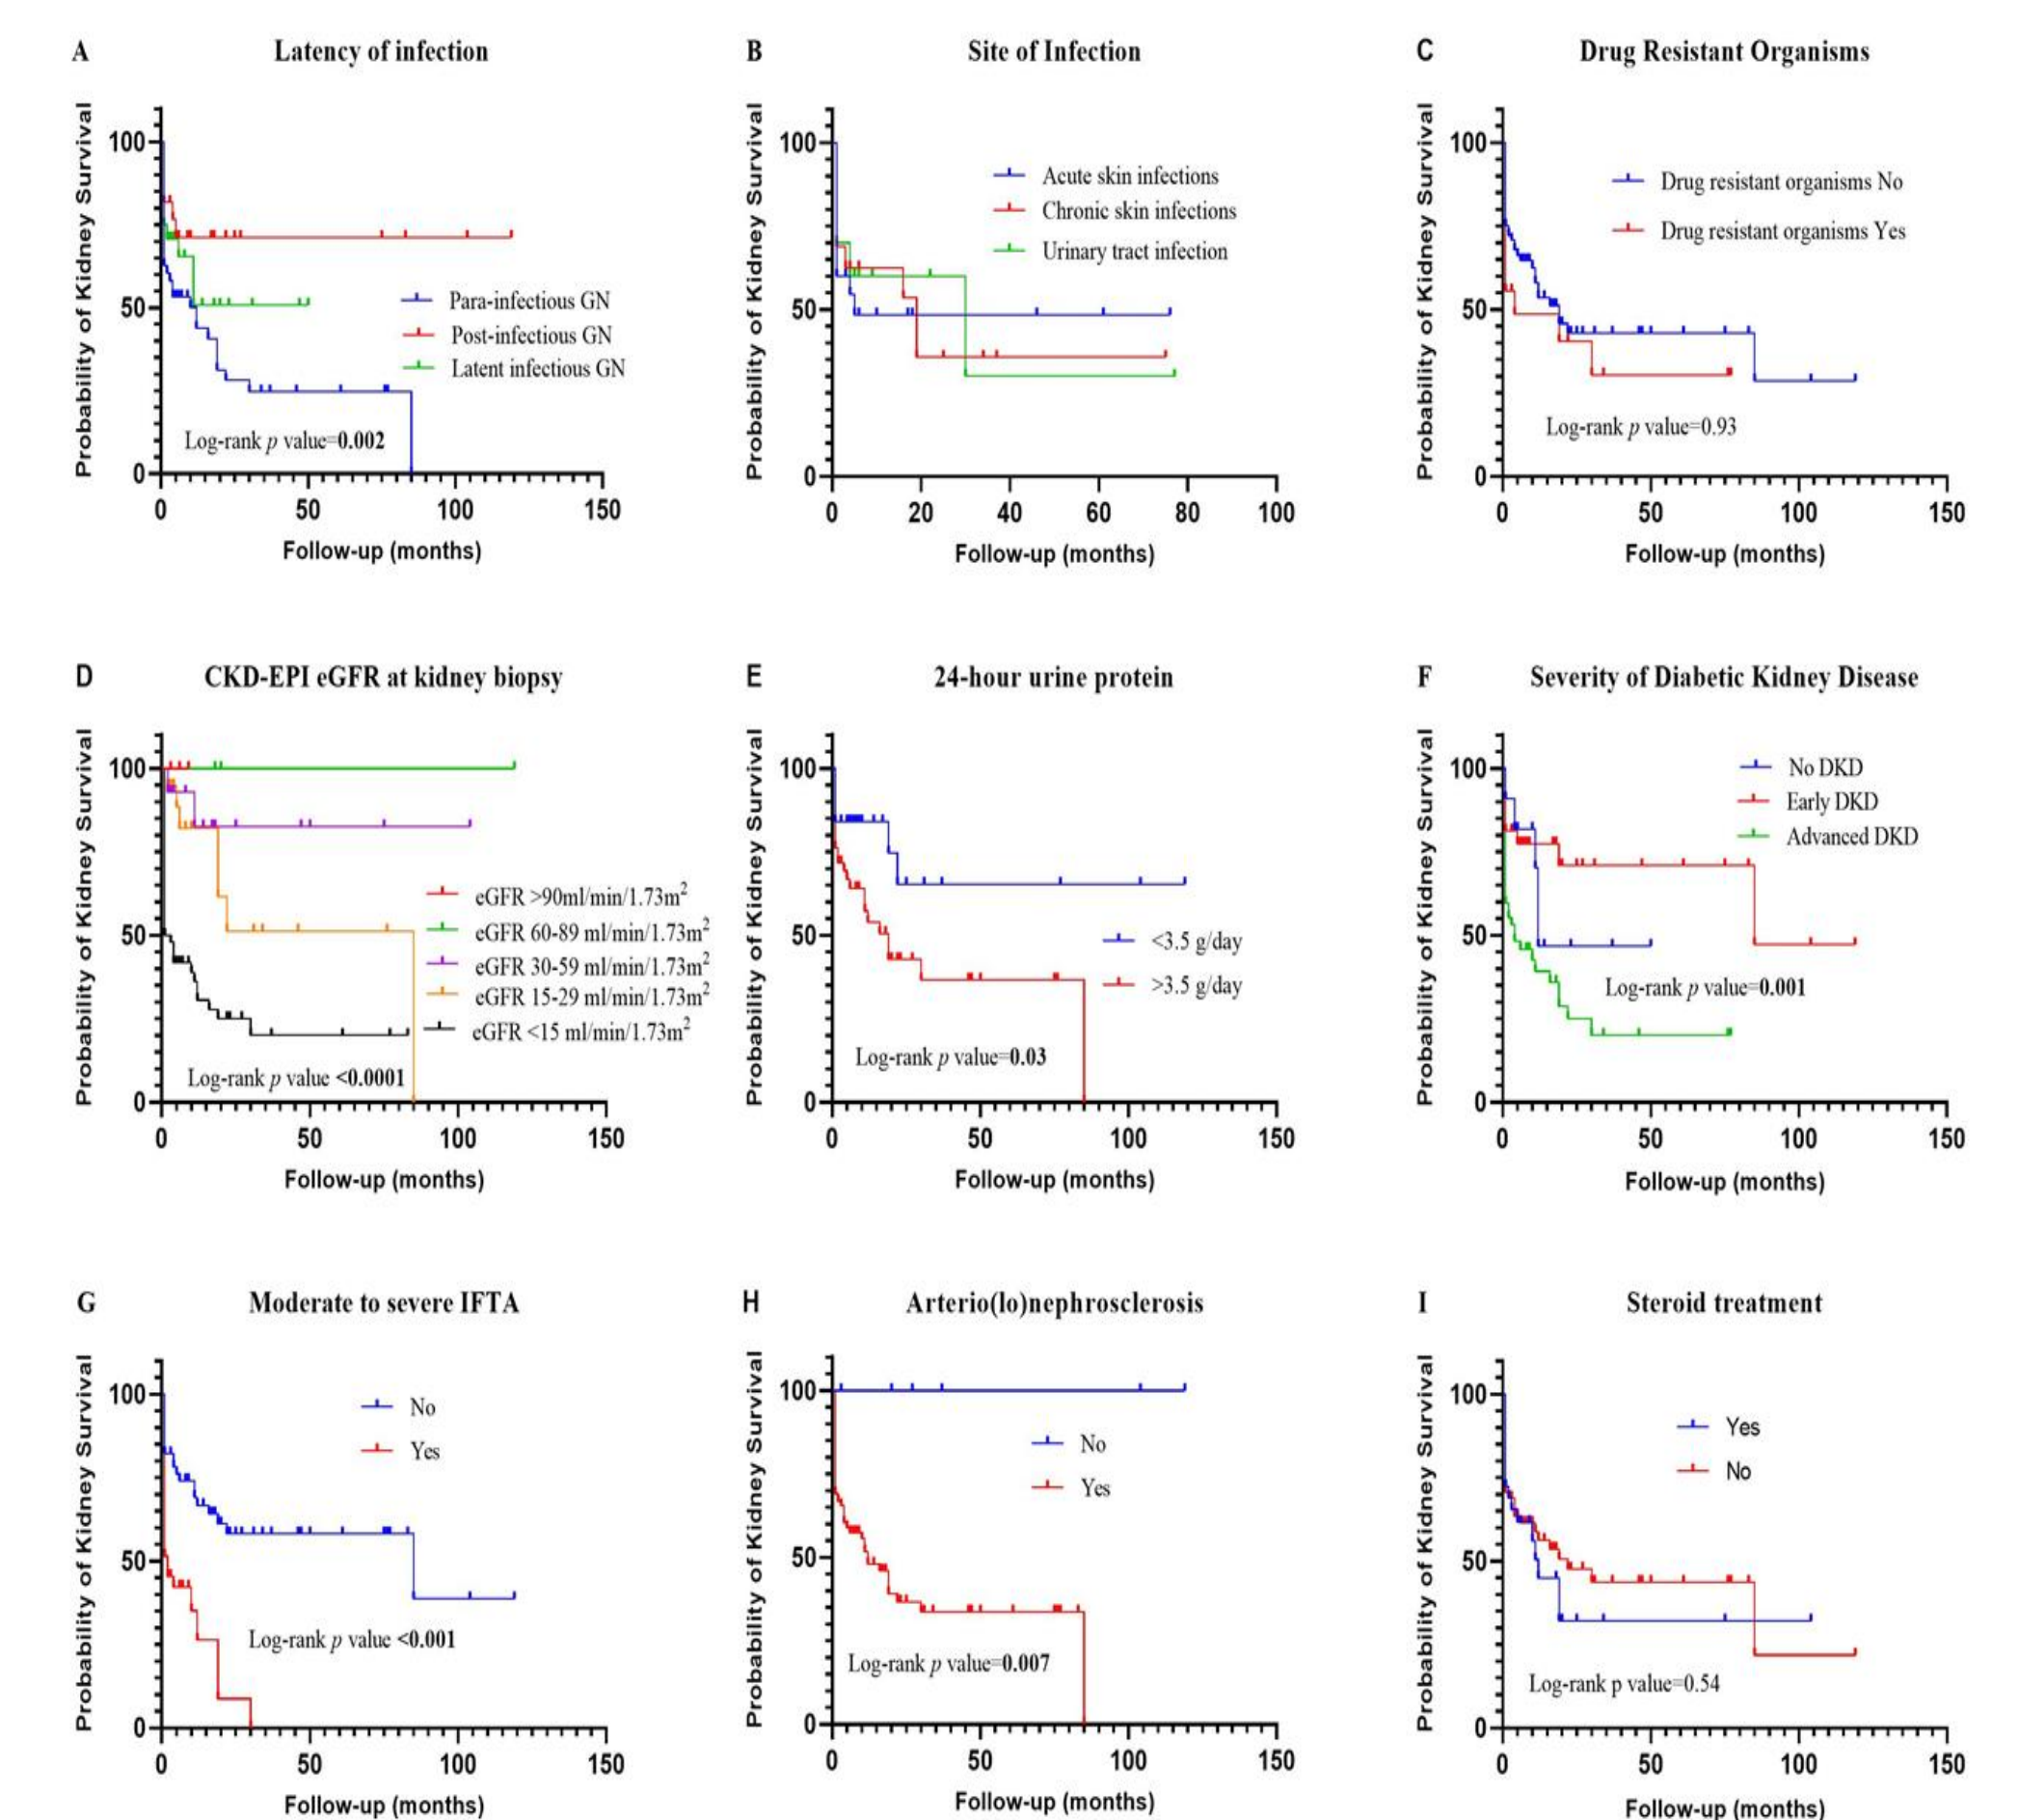 A Latency of infection
Probability of Kidney Survival
100
50
0
Para-infectious GN
Post-infectious GN
Latent infectious GN
Log-rank p value=0.002
0 50 100 150
Follow-up (months)
B Site of Infection
Probability of Kidney Survival
100
50
0
Acute skin infections
Chronic skin infections
Urinary tract infection
0 20 40 60 80 100
Follow-up (months)
C Drug Resistant Organisms
Probability of Kidney Survival
100
50
0
Drug resistant organisms No
Drug resistant organisms Yes
Log-rank p value=0.93
0 50 100 150
Follow-up (months)
D CKD-EPI eGFR at kidney biopsy
Probability of Kidney Survival
100
50
0
eGFR >90ml/min/1.73m²
eGFR 60-89 ml/min/1.73m²
eGFR 30-59 ml/min/1.73m²
eGFR 15-29 ml/min/1.73m²
eGFR <15 ml/min/1.73m²
Log-rank p value <0.0001
0 50 100 150
Follow-up (months)
E 24-hour urine protein
Probability of Kidney Survival
100
50
0
<3.5 g/day
>3.5 g/day
Log-rank p value=0.03
0 50 100 150
Follow-up (months)
F Severity of Diabetic Kidney Disease
Probability of Kidney Survival
100
50
0
No DKD
Early DKD
Advanced DKD
Log-rank p value=0.001
0 50 100 150
Follow-up (months)
G Moderate to severe IFTA
Probability of Kidney Survival
100
50
0
No
Yes
Log-rank p value <0.001
0 50 100 150
Follow-up (months)
H Arterio(lo)nephrosclerosis
Probability of Kidney Survival
100
50
0
No
Yes
Log-rank p value=0.007
0 50 100 150
Follow-up (months)
I Steroid treatment
Probability of Kidney Survival
100
50
0
Yes
No
Log-rank p value=0.54
0 50 100 150
Follow-up (months)